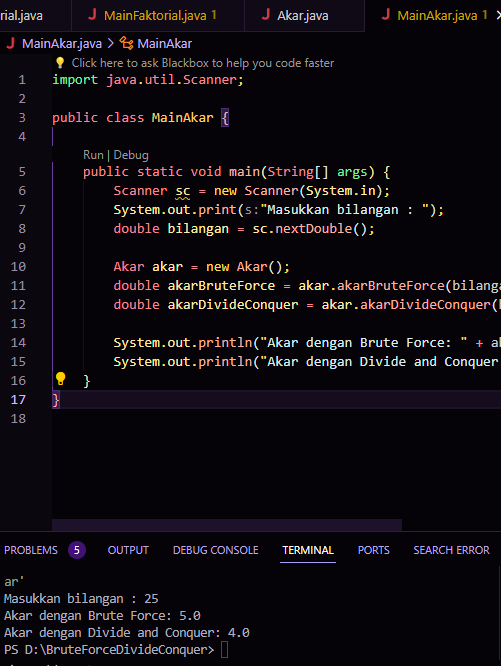 rial.java
MainFaktorial.java 1
Akar.java
MainAkar.java 1
MainAkar.java > MainAkar
Click here to ask Blackbox to help you code faster
1 import java.util.Scanner;
2
3 public class MainAkar {
4
Run | Debug
5 public static void main(String[] args) {
6 Scanner sc = new Scanner(System.in);
7 System.out.print(s:"Masukkan bilangan : ");
8 double bilangan = sc.nextDouble();
9
10 Akar akar = new Akar();
11 double akarBruteForce = akar.akarBruteForce(bilanga
12 double akarDivideConquer = akar.akarDivideConquer(
13
14 System.out.println("Akar dengan Brute Force: " + a
15 System.out.println("Akar dengan Divide and Conquer
16 }
17 }
18
PROBLEMS 5 OUTPUT DEBUG CONSOLE TERMINAL PORTS SEARCH ERROR
ar'
Masukkan bilangan : 25
Akar dengan Brute Force: 5.0
Akar dengan Divide and Conquer: 4.0
PS D:\BruteForceDivideConquer>